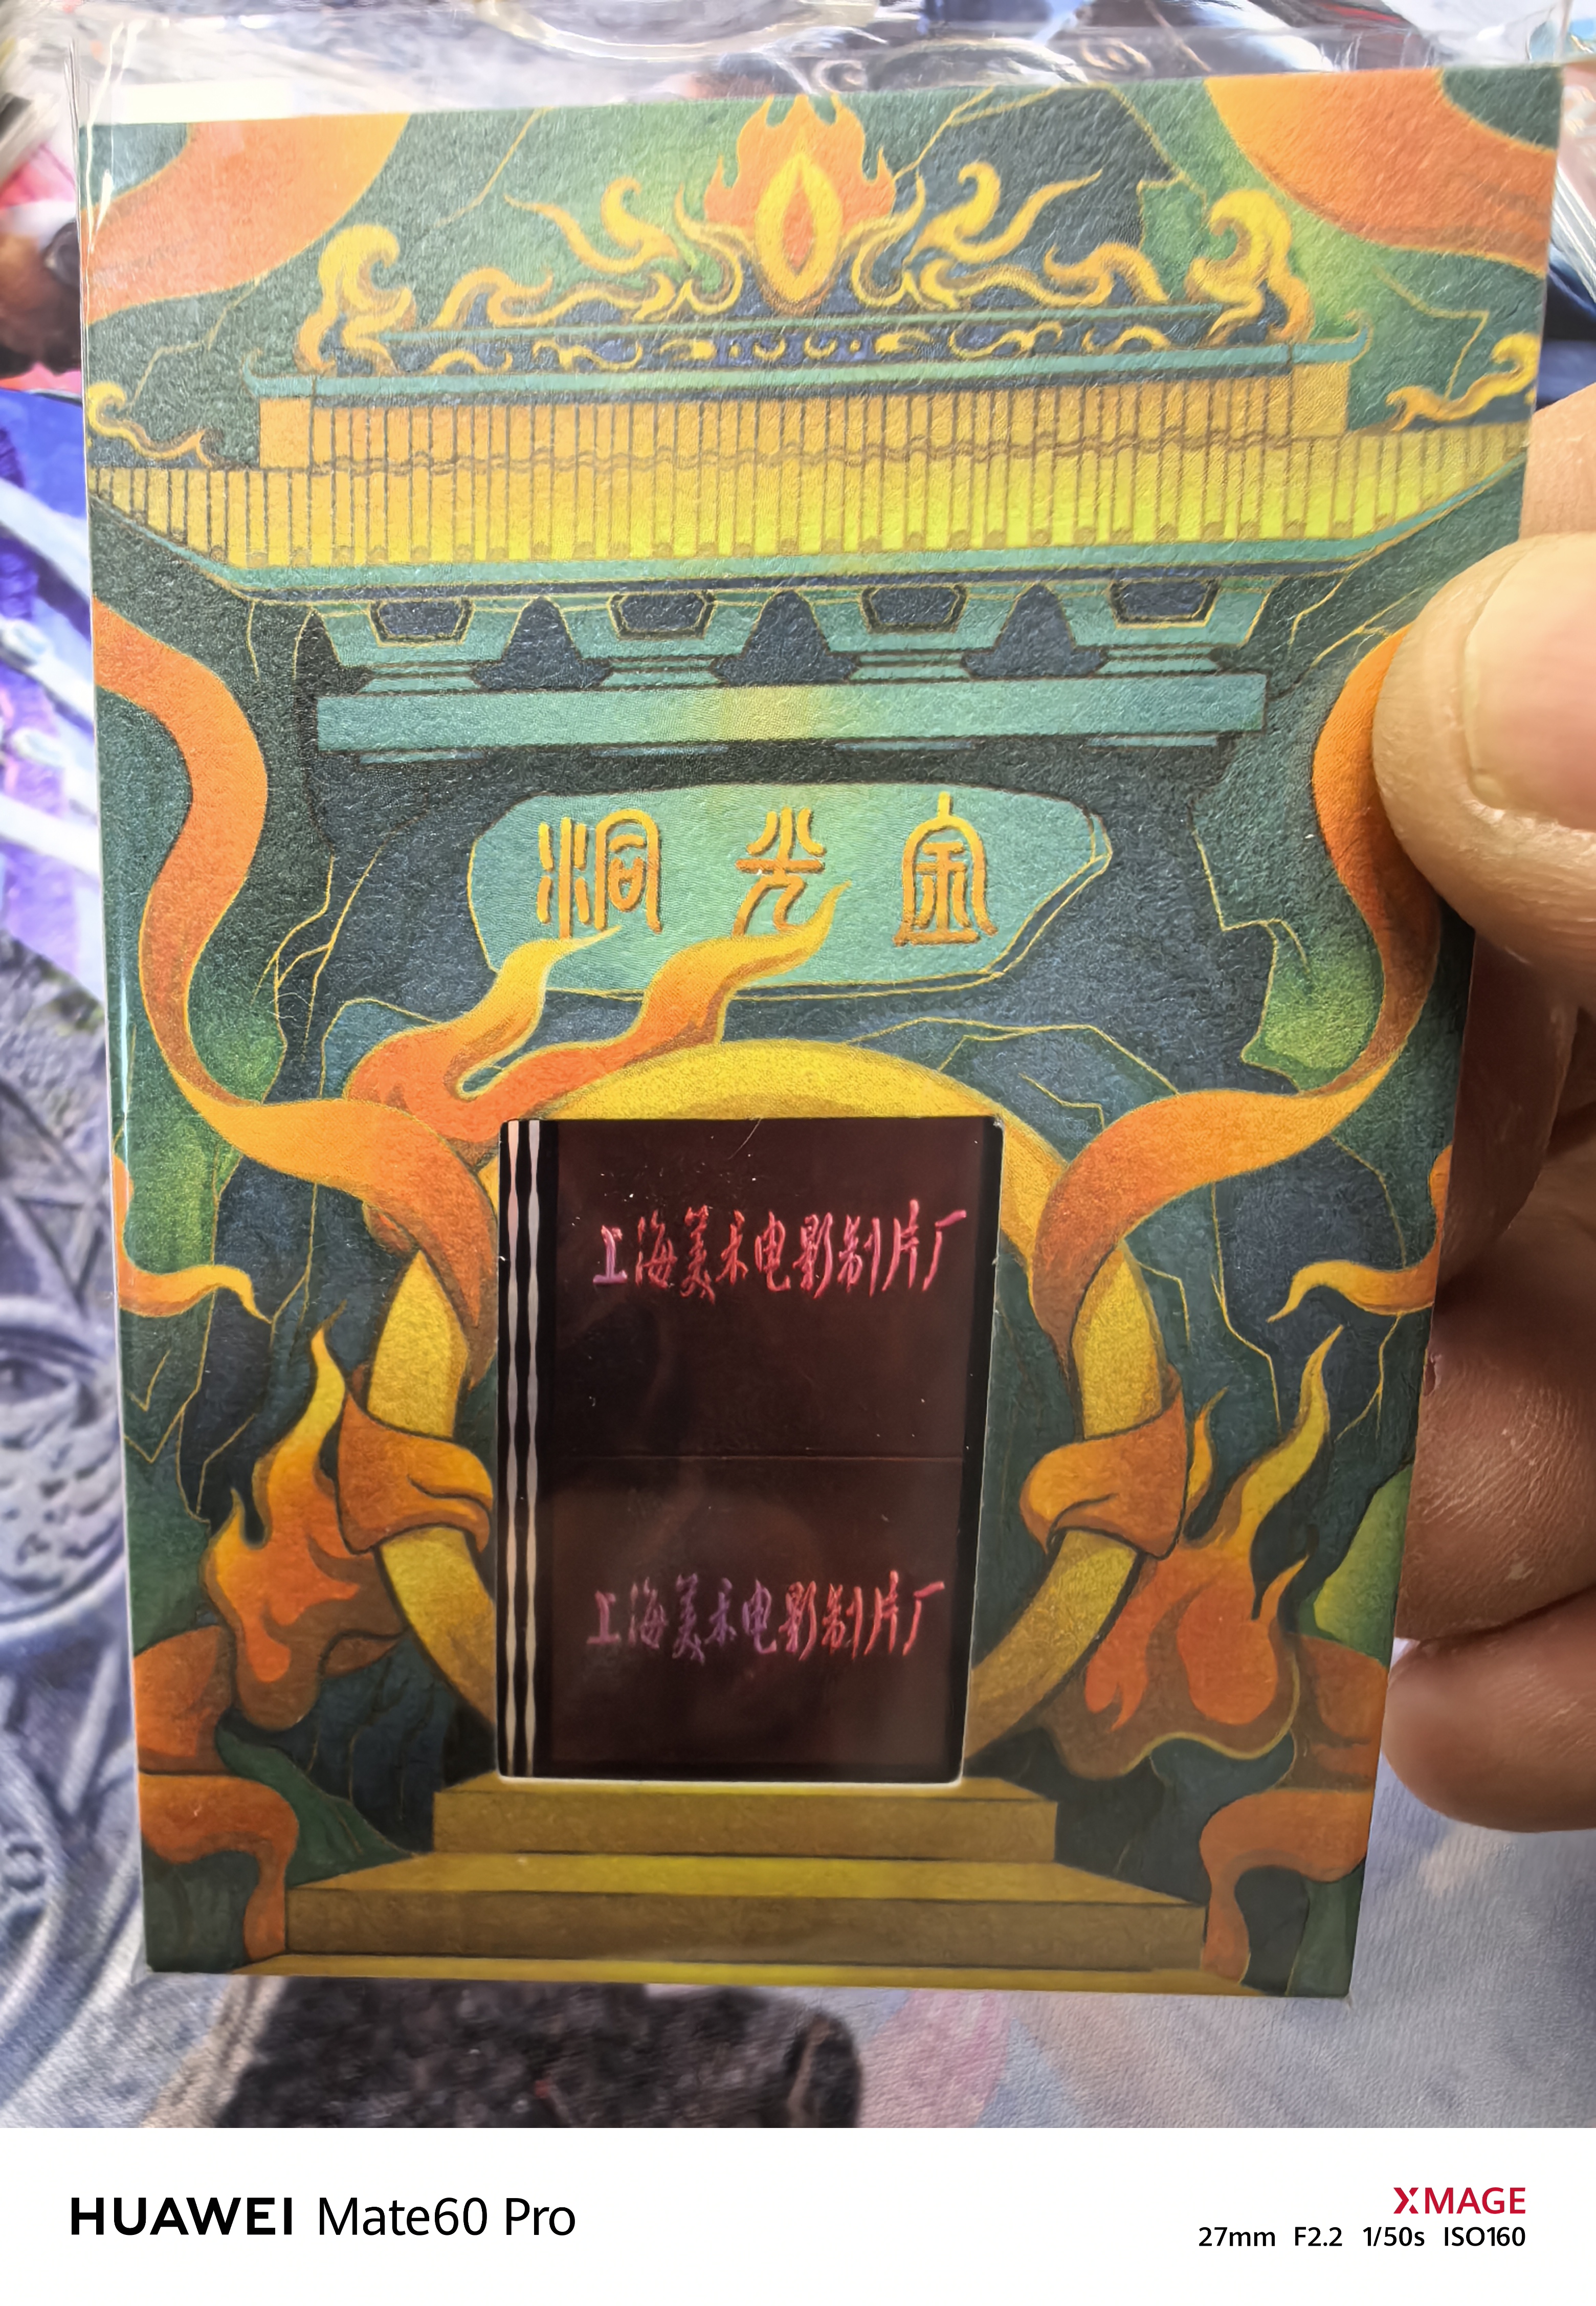 洞光金
上海美术电影制片厂
上海美术电影制片厂
HUAWEI Mate60 Pro
XMAGE
27mm F2.2 1/50s ISO160